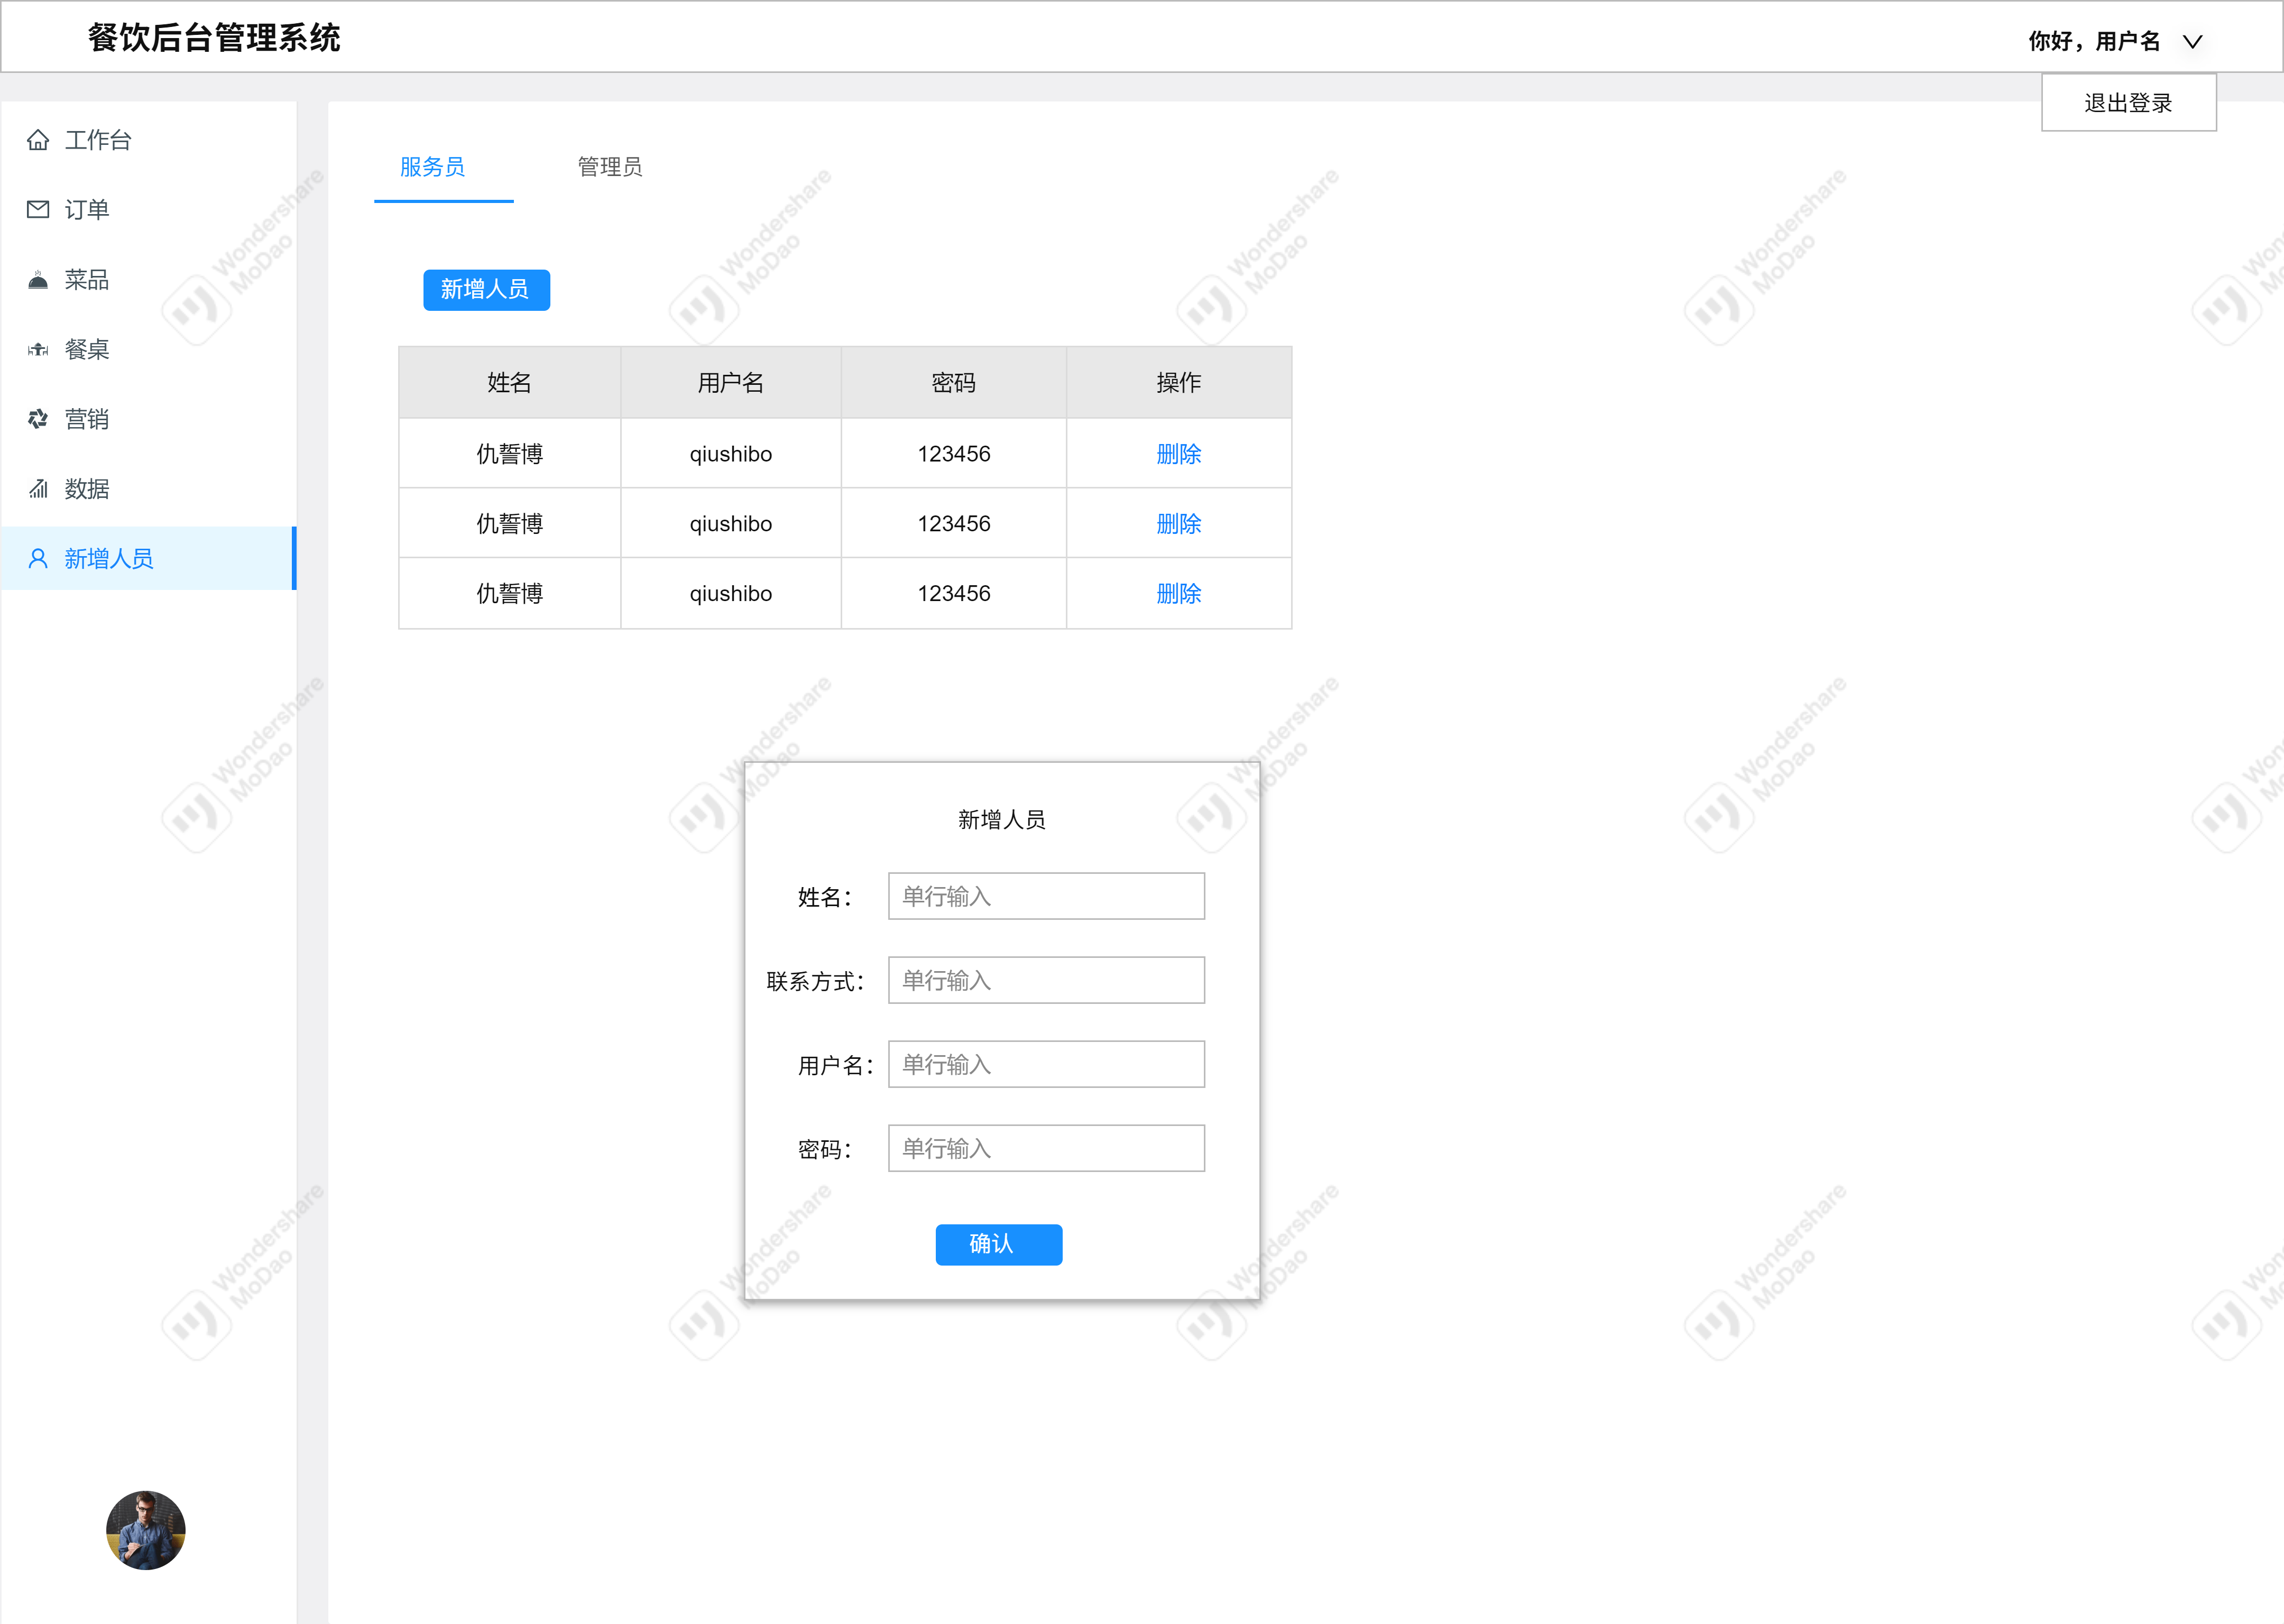 餐饮后台管理系统
你好，用户名
退出登录
工作台
订单
菜品
餐桌
营销
数据
新增人员
服务员 管理员
新增人员
姓名 用户名 密码 操作
仇誓博 qiushibo 123456 删除
仇誓博 qiushibo 123456 删除
仇誓博 qiushibo 123456 删除
新增人员
姓名： 单行输入
联系方式： 单行输入
用户名： 单行输入
密码： 单行输入
确认
Wondershare
MoDao